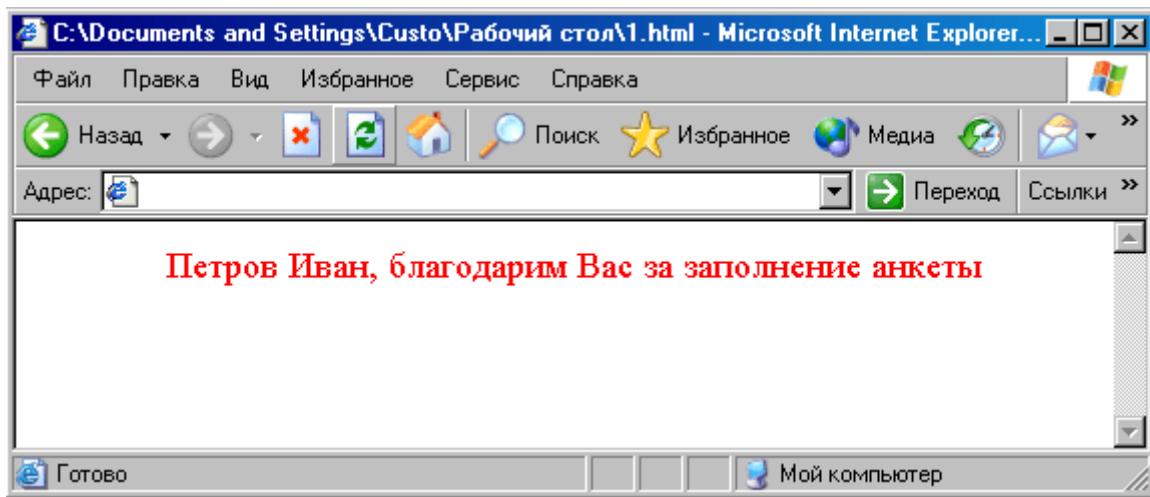 C:\Documents and Settings\Custo\Рабочий стол\1.html - Microsoft Internet Explorer...
Файл Правка Вид Избранное Сервис Справка
Назад Поиск Избранное Медиа »
Адрес: Переход Ссылки »
Петров Иван, благодарим Вас за заполнение анкеты
Готово Мой компьютер